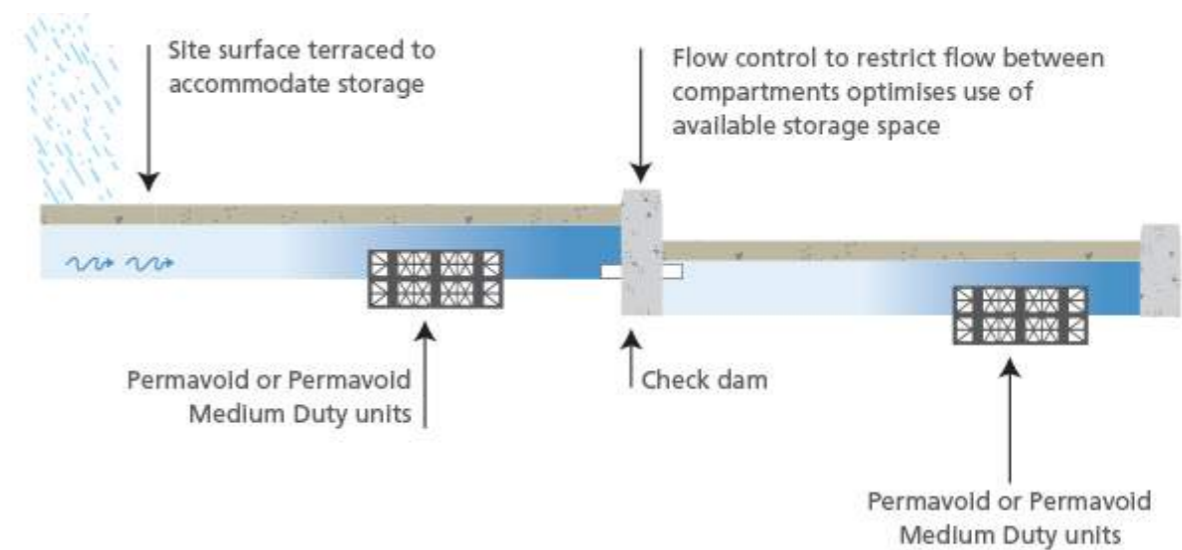 Site surface terraced to
accommodate storage
Flow control to restrict flow between
compartments optimises use of
available storage space
Permavoid or Permavoid
Medium Duty units
Check dam
Permavoid or Permavoid
Medium Duty units